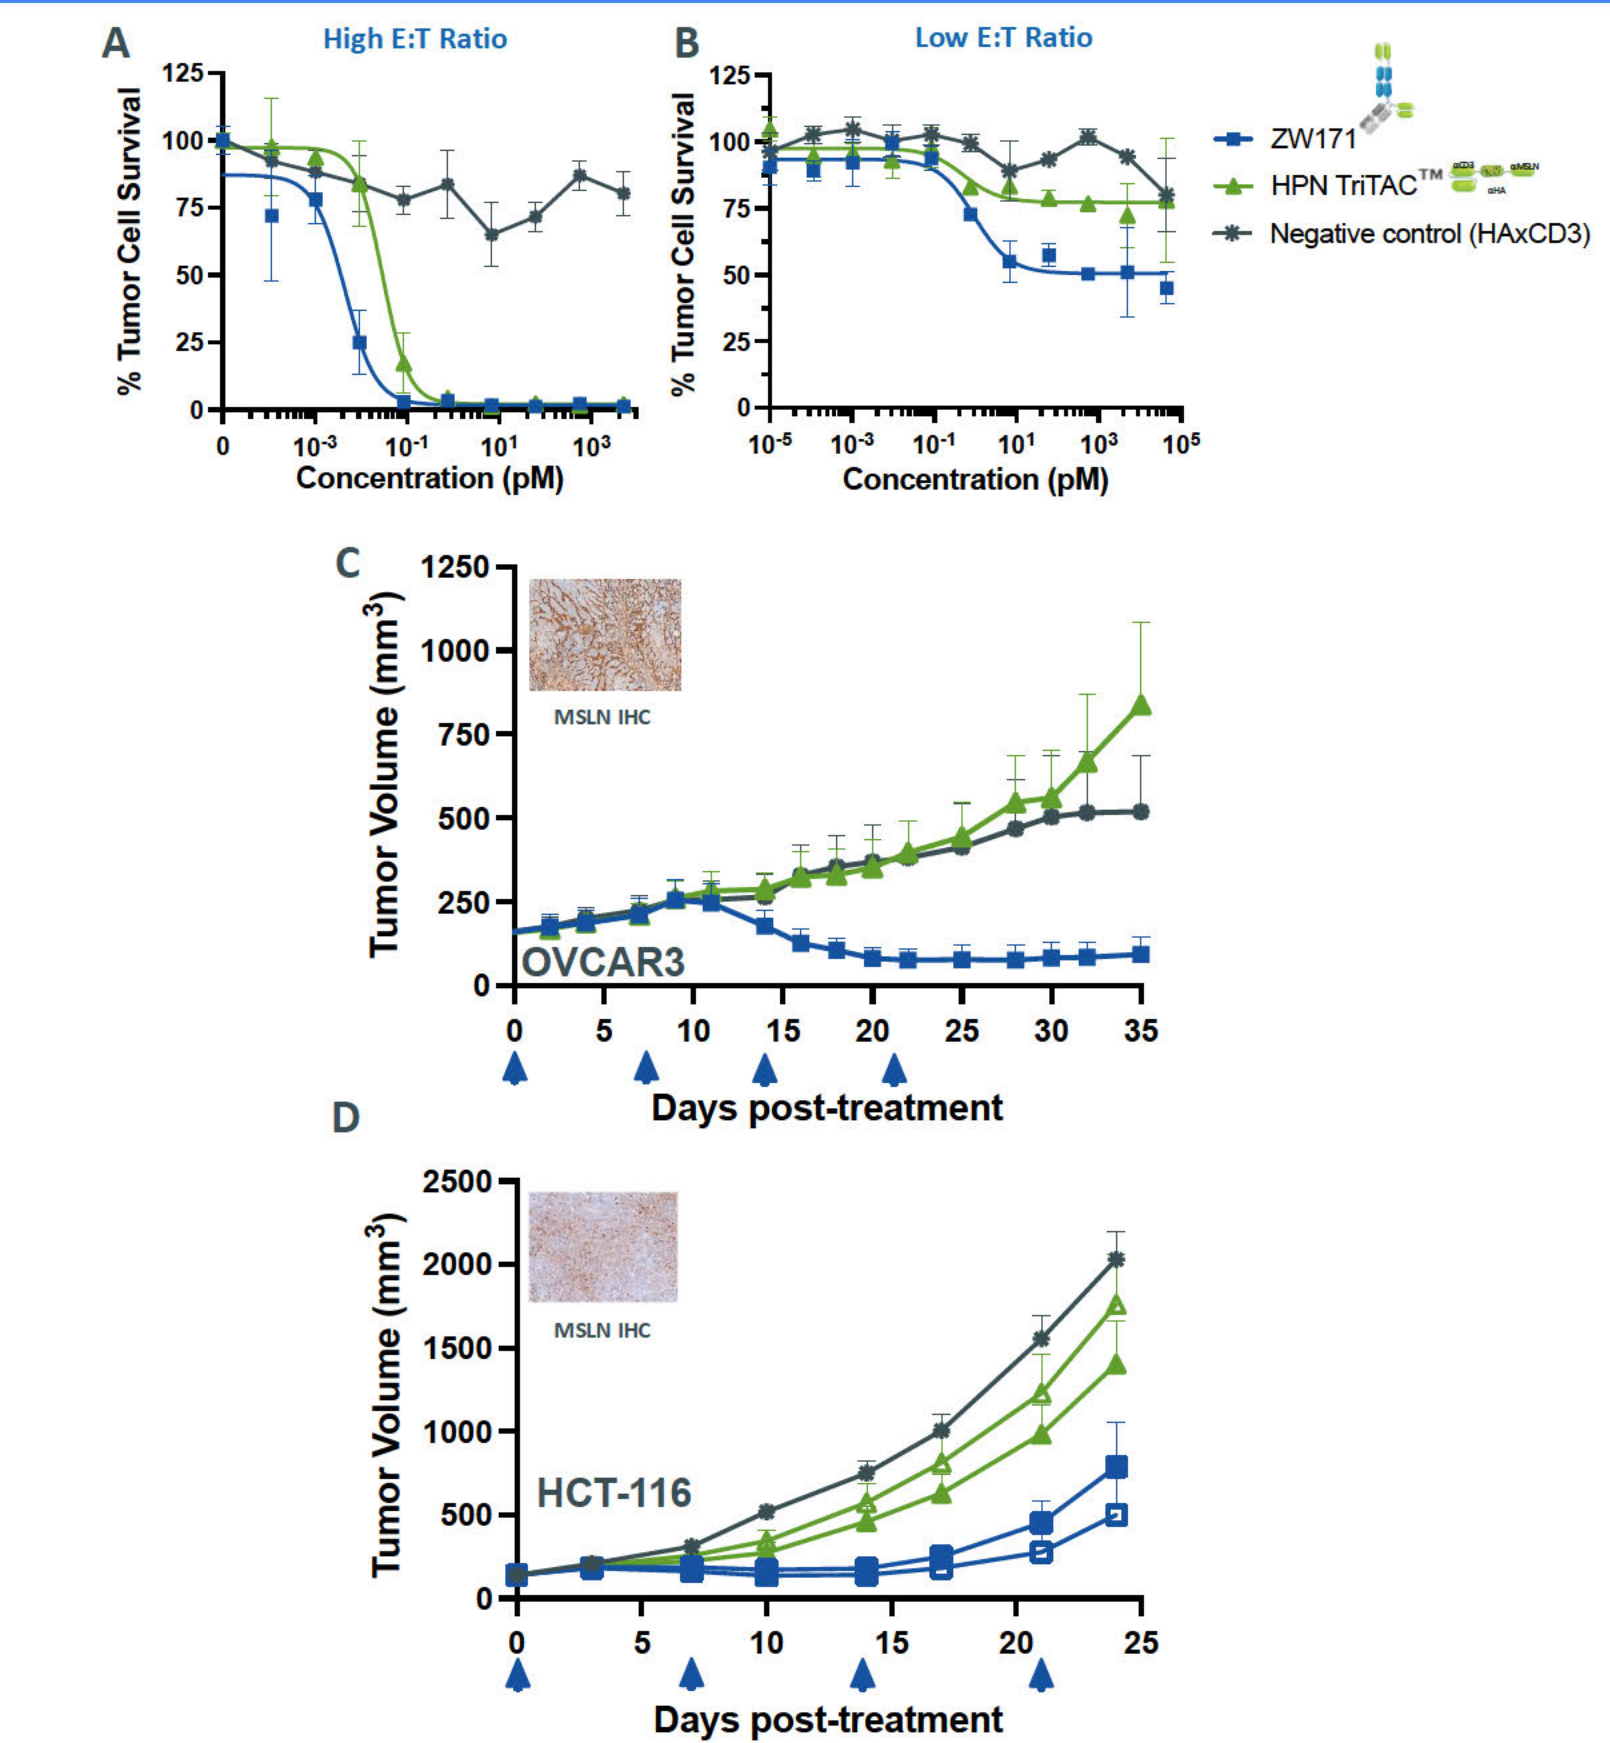 A
High E:T Ratio
% Tumor Cell Survival
125
100
75
50
25
0
0 10-3 10-1 101 103
Concentration (pM)
B
Low E:T Ratio
% Tumor Cell Survival
125
100
75
50
25
0
10-5 10-3 10-1 101 103 105
Concentration (pM)
ZW171
HPN TriTAC™
αCD3 αMSLN
αHA
Negative control (HAxCD3)
C
Tumor Volume (mm3)
1250
1000
750
500
250
0
MSLN IHC
OVCAR3
0 5 10 15 20 25 30 35
Days post-treatment
D
Tumor Volume (mm3)
2500
2000
1500
1000
500
0
MSLN IHC
HCT-116
0 5 10 15 20 25
Days post-treatment